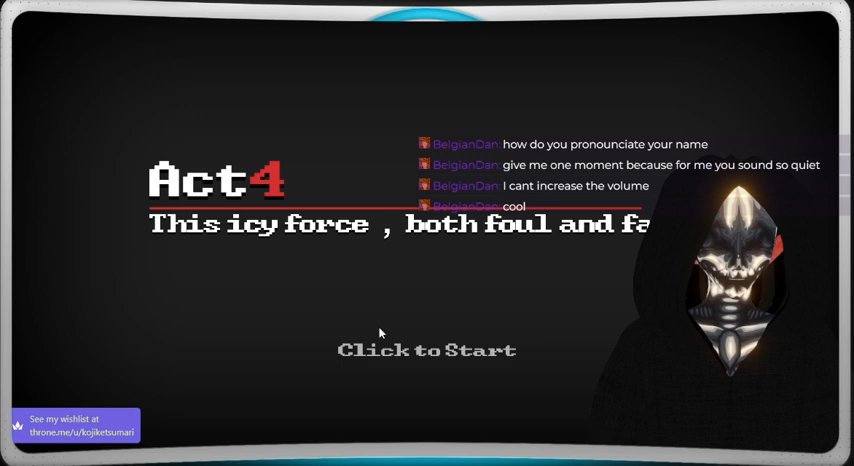 BelgianDan: how do you pronounciate your name
BelgianDan: give me one moment because for me you sound so quiet
BelgianDan: I cant increase the volume
BelgianDan: cool
Act4
This icy force , both foul and fa
Click to Start
See my wishlist at
throne.me/u/kojiketsumari